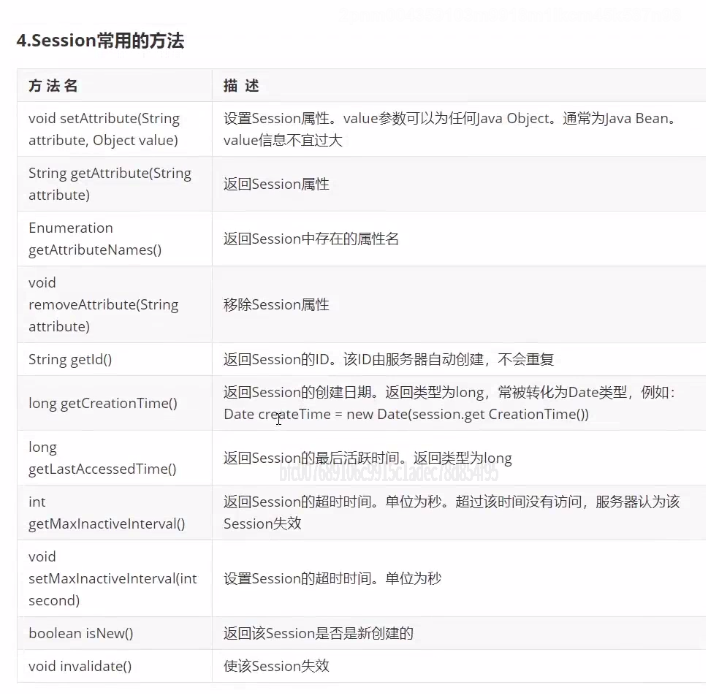 4.Session常用的方法
方 法 名
描 述
void setAttribute(String
attribute, Object value)
设置Session属性。value参数可以为任何Java Object。通常为Java Bean。
value信息不宜过大
String getAttribute(String
attribute)
返回Session属性
Enumeration
getAttributeNames()
返回Session中存在的属性名
void
removeAttribute(String
attribute)
移除Session属性
String getId()
返回Session的ID。该ID由服务器自动创建，不会重复
long getCreationTime()
返回Session的创建日期。返回类型为long，常被转化为Date类型，例如：
Date createTime = new Date(session.get CreationTime())
long
getLastAccessedTime()
返回Session的最后活跃时间。返回类型为long
int
getMaxInactiveInterval()
返回Session的超时时间。单位为秒。超过该时间没有访问，服务器认为该
Session失效
void
setMaxInactiveInterval(int
second)
设置Session的超时时间。单位为秒
boolean isNew()
返回该Session是否是新创建的
void invalidate()
使该Session失效